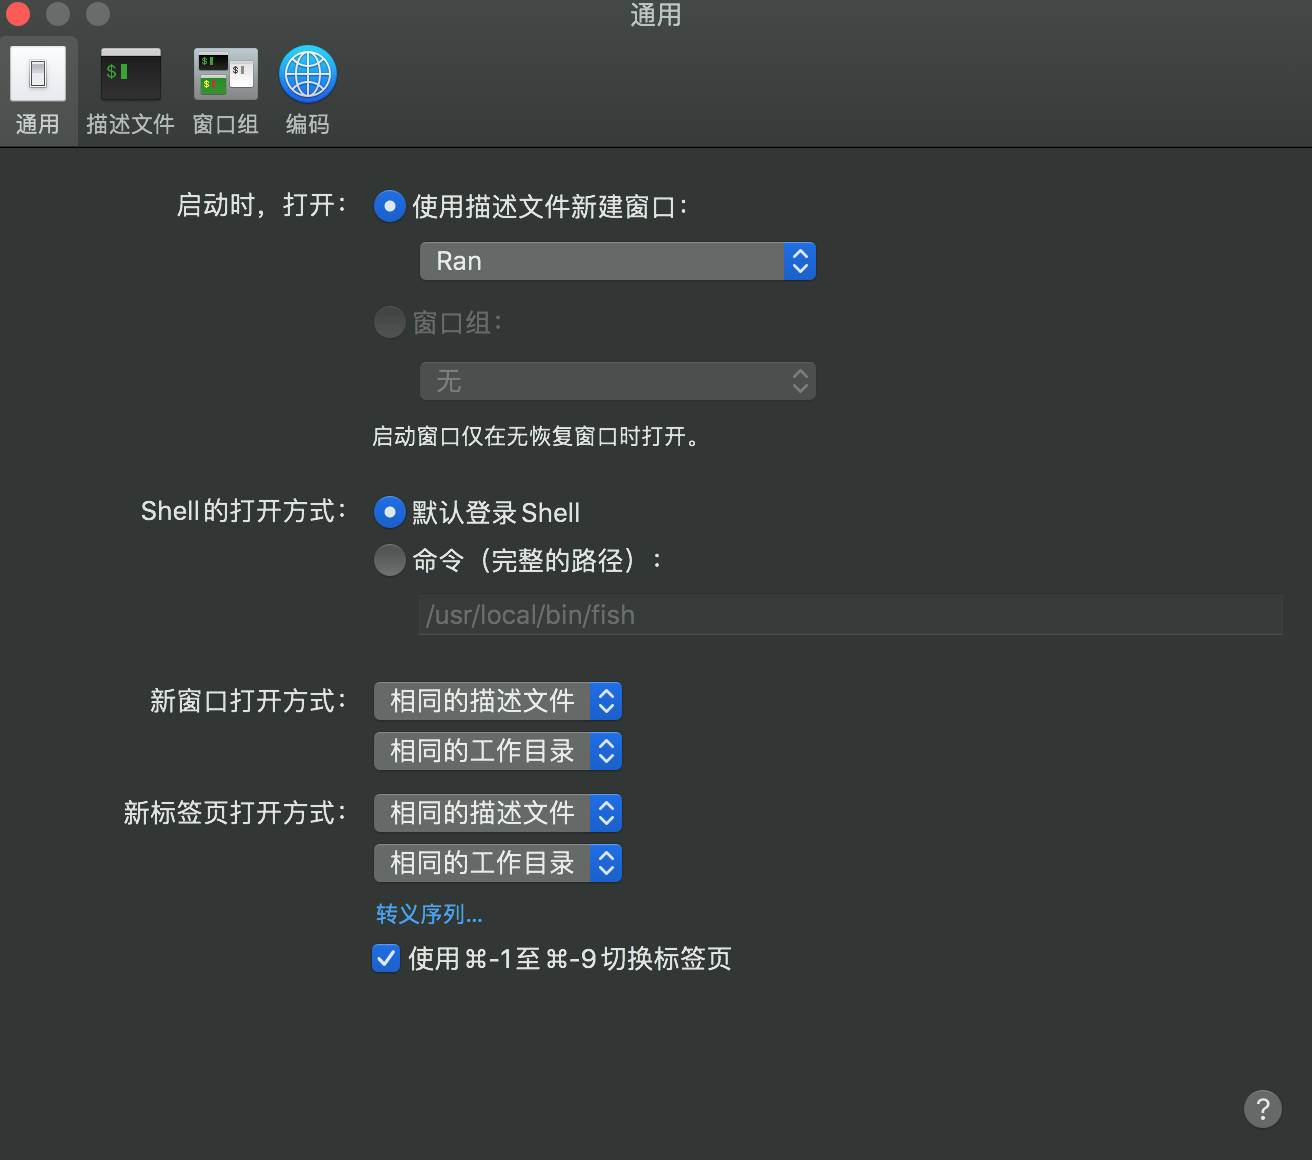 通用
通用 描述文件 窗口组 编码
启动时，打开： 使用描述文件新建窗口：
Ran
窗口组：
无
启动窗口仅在无恢复窗口时打开。
Shell的打开方式： 默认登录 Shell
命令（完整的路径）：
/usr/local/bin/fish
新窗口打开方式： 相同的描述文件
相同的工作目录
新标签页打开方式： 相同的描述文件
相同的工作目录
转义序列...
使用⌘-1至⌘-9切换标签页
?